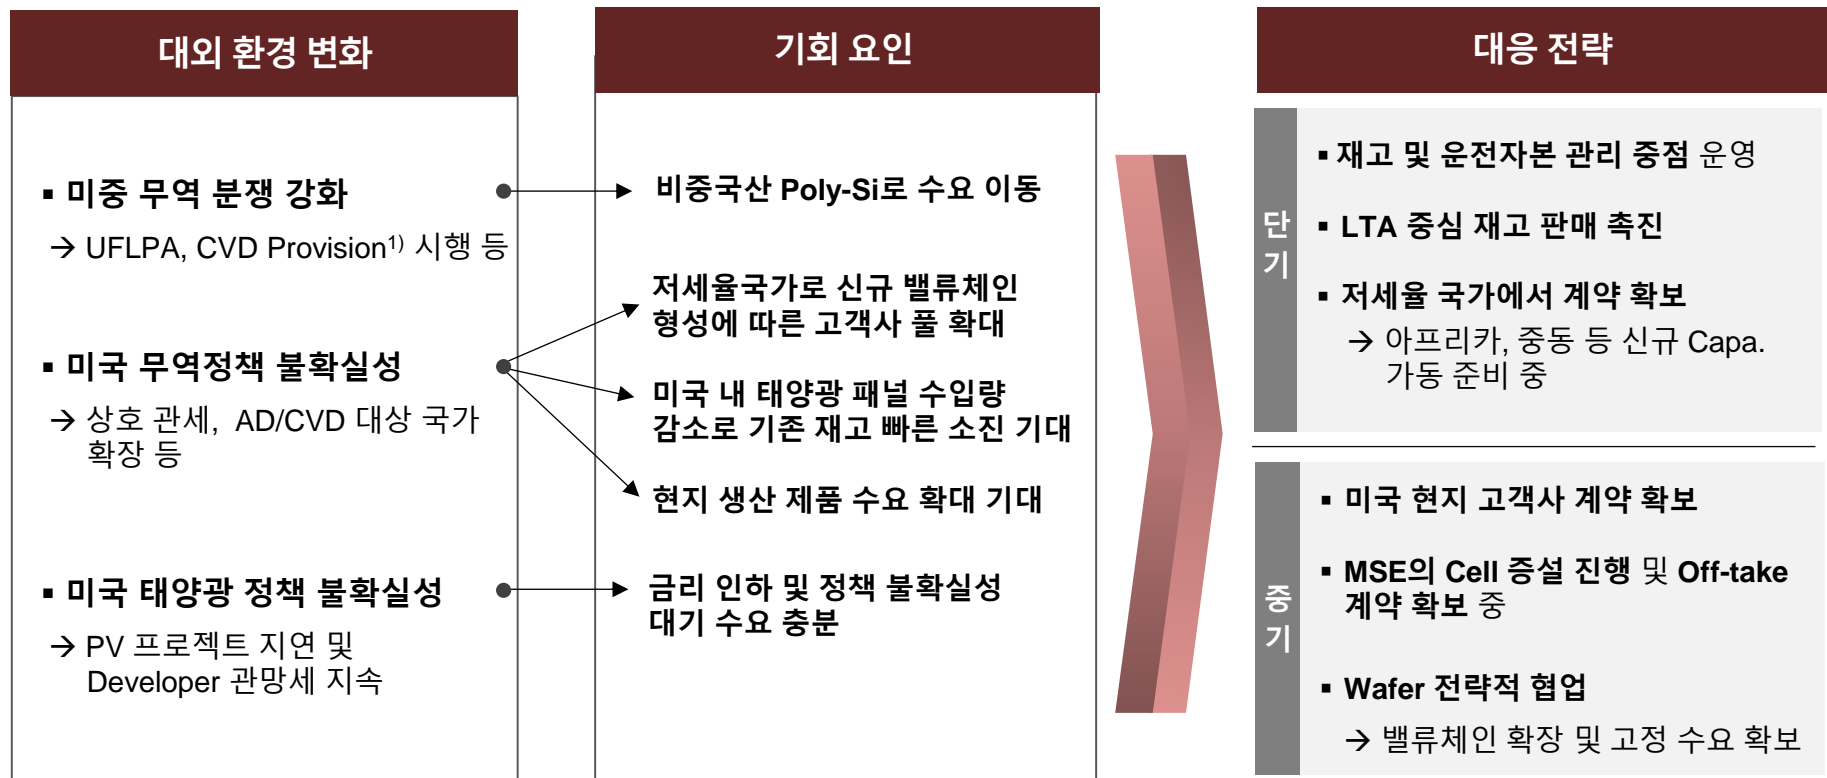 대외 환경 변화
▪ 미중 무역 분쟁 강화
→ UFLPA, CVD Provision1) 시행 등
▪ 미국 무역정책 불확실성
→ 상호 관세, AD/CVD 대상 국가
확장 등
▪ 미국 태양광 정책 불확실성
→ PV 프로젝트 지연 및
Developer 관망세 지속
기회 요인
비중국산 Poly-Si로 수요 이동
저세율국가로 신규 밸류체인
형성에 따른 고객사 풀 확대
미국 내 태양광 패널 수입량
감소로 기존 재고 빠른 소진 기대
현지 생산 제품 수요 확대 기대
금리 인하 및 정책 불확실성
대기 수요 충분
대응 전략
단기
▪ 재고 및 운전자본 관리 중점 운영
▪ LTA 중심 재고 판매 촉진
▪ 저세율 국가에서 계약 확보
→ 아프리카, 중동 등 신규 Capa.
가동 준비 중
중기
▪ 미국 현지 고객사 계약 확보
▪ MSE의 Cell 증설 진행 및 Off-take
계약 확보 중
▪ Wafer 전략적 협업
→ 밸류체인 확장 및 고정 수요 확보